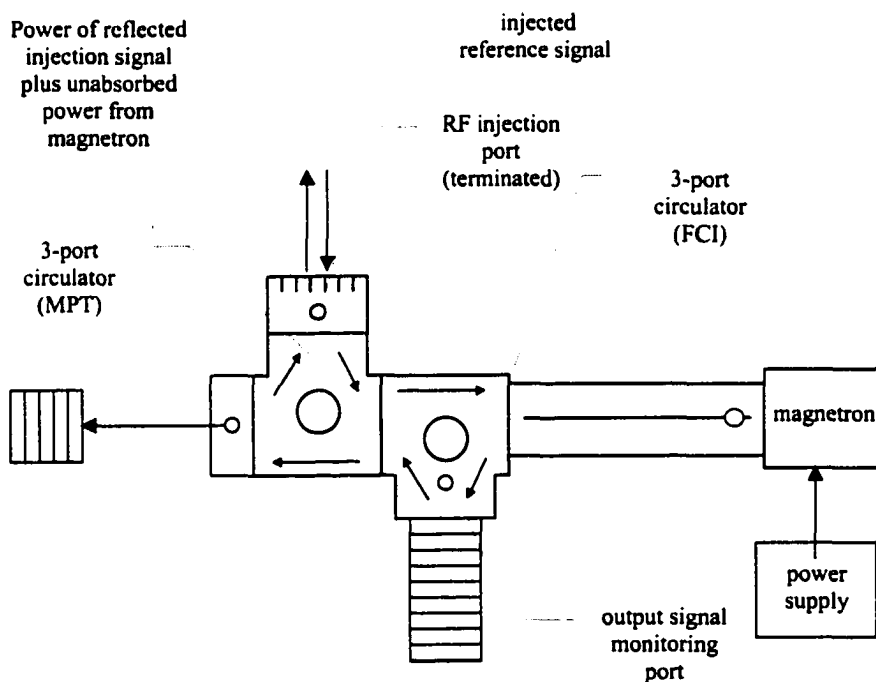 Power of reflected
injection signal
plus unabsorbed
power from
magnetron
injected
reference signal
RF injection
port
(terminated)
3-port
circulator
(FCI)
3-port
circulator
(MPT)
magnetron
power
supply
output signal
monitoring
port